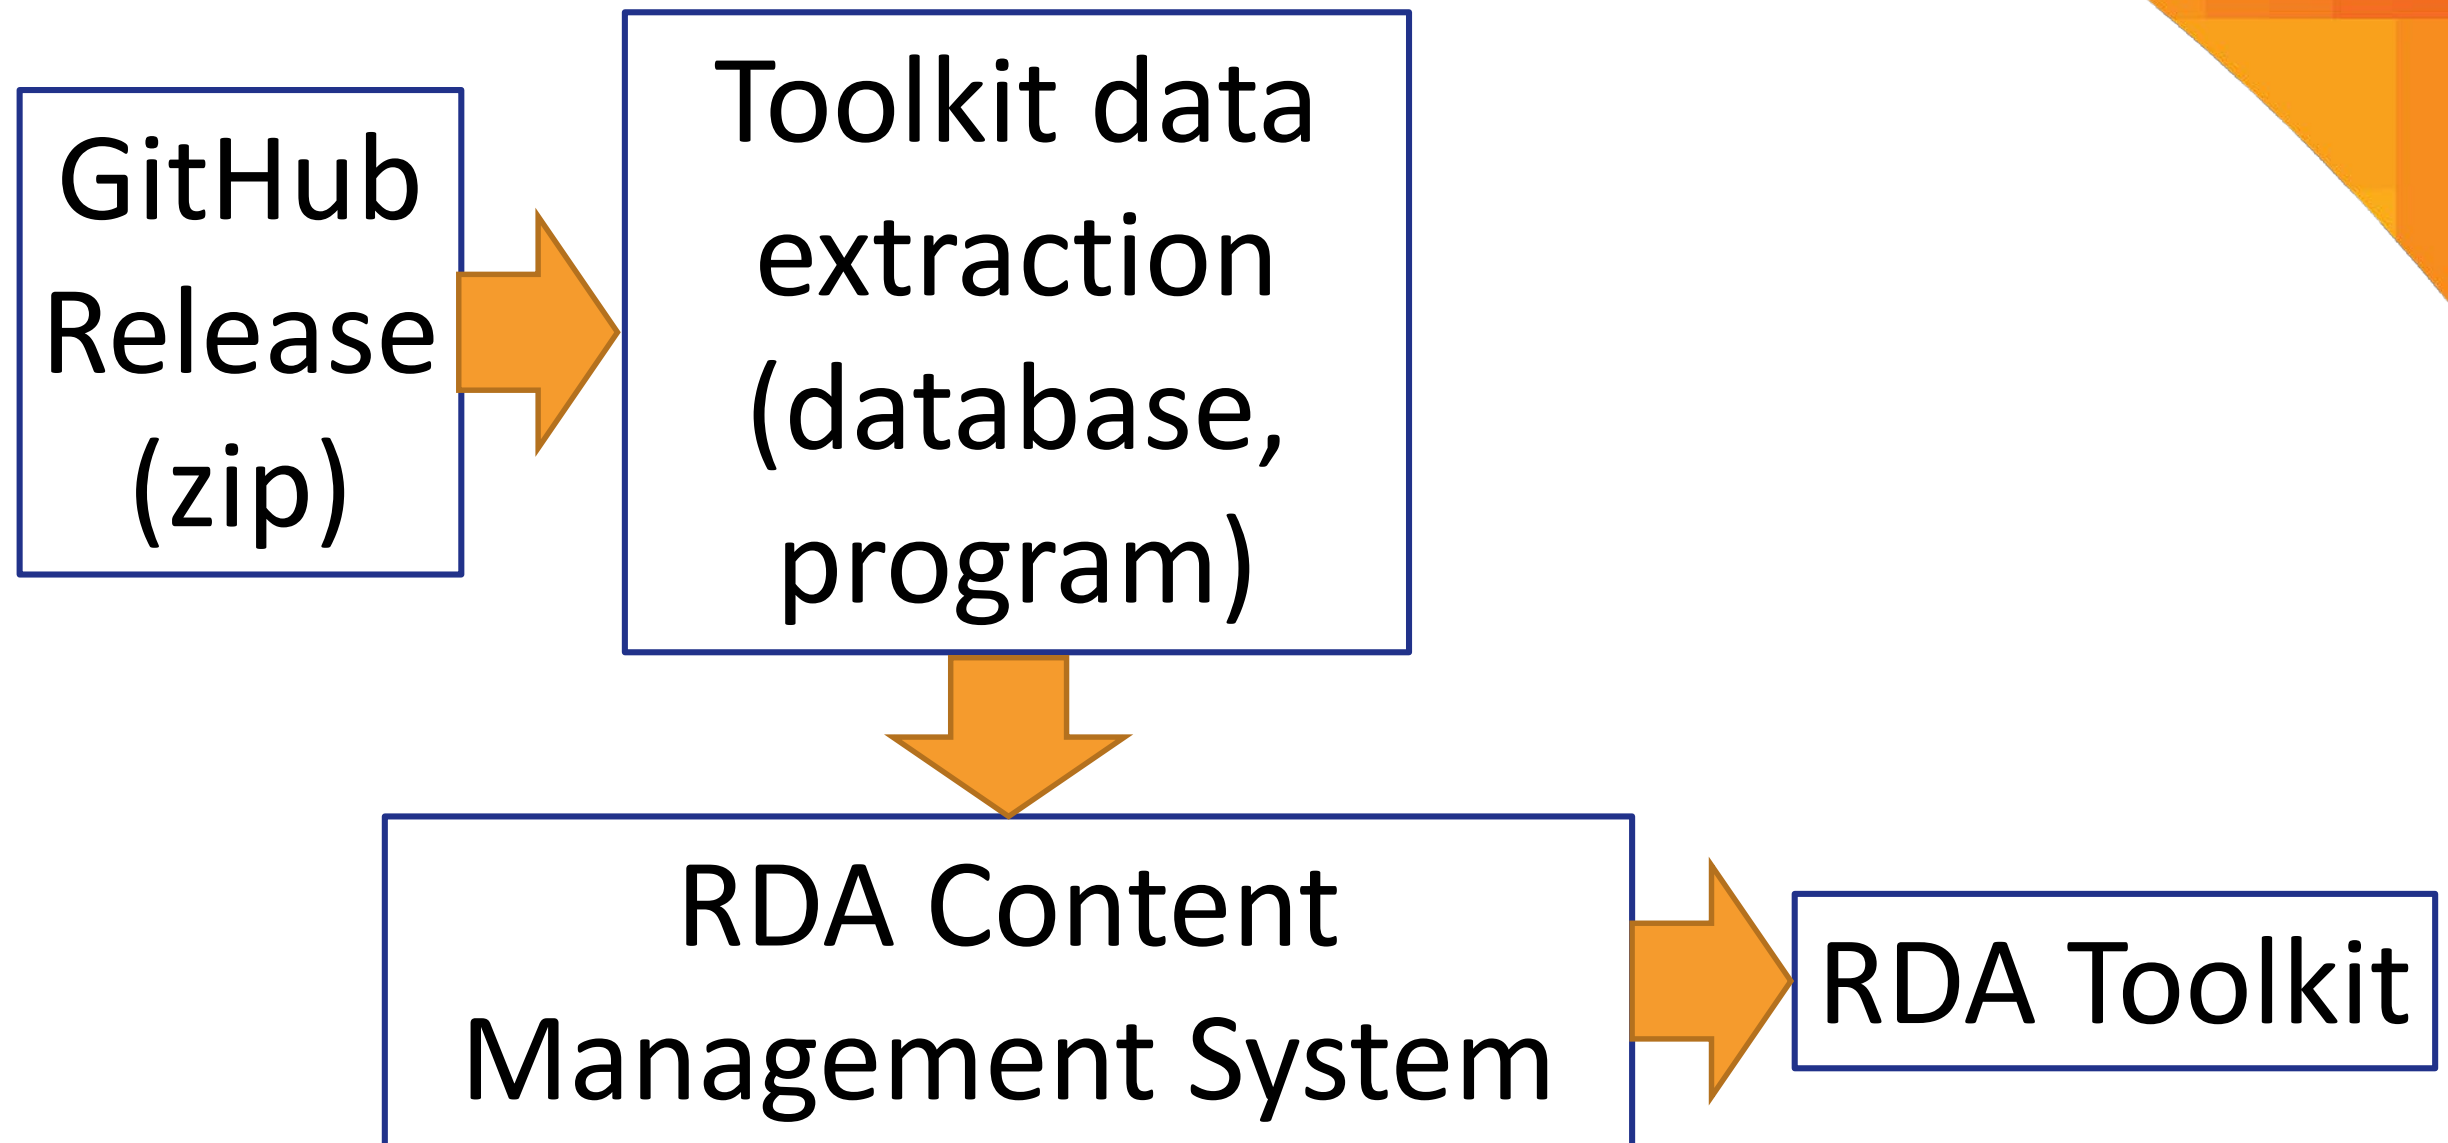 GitHub
Release
(zip)
Toolkit data
extraction
(database,
program)
RDA Content
Management System
RDA Toolkit